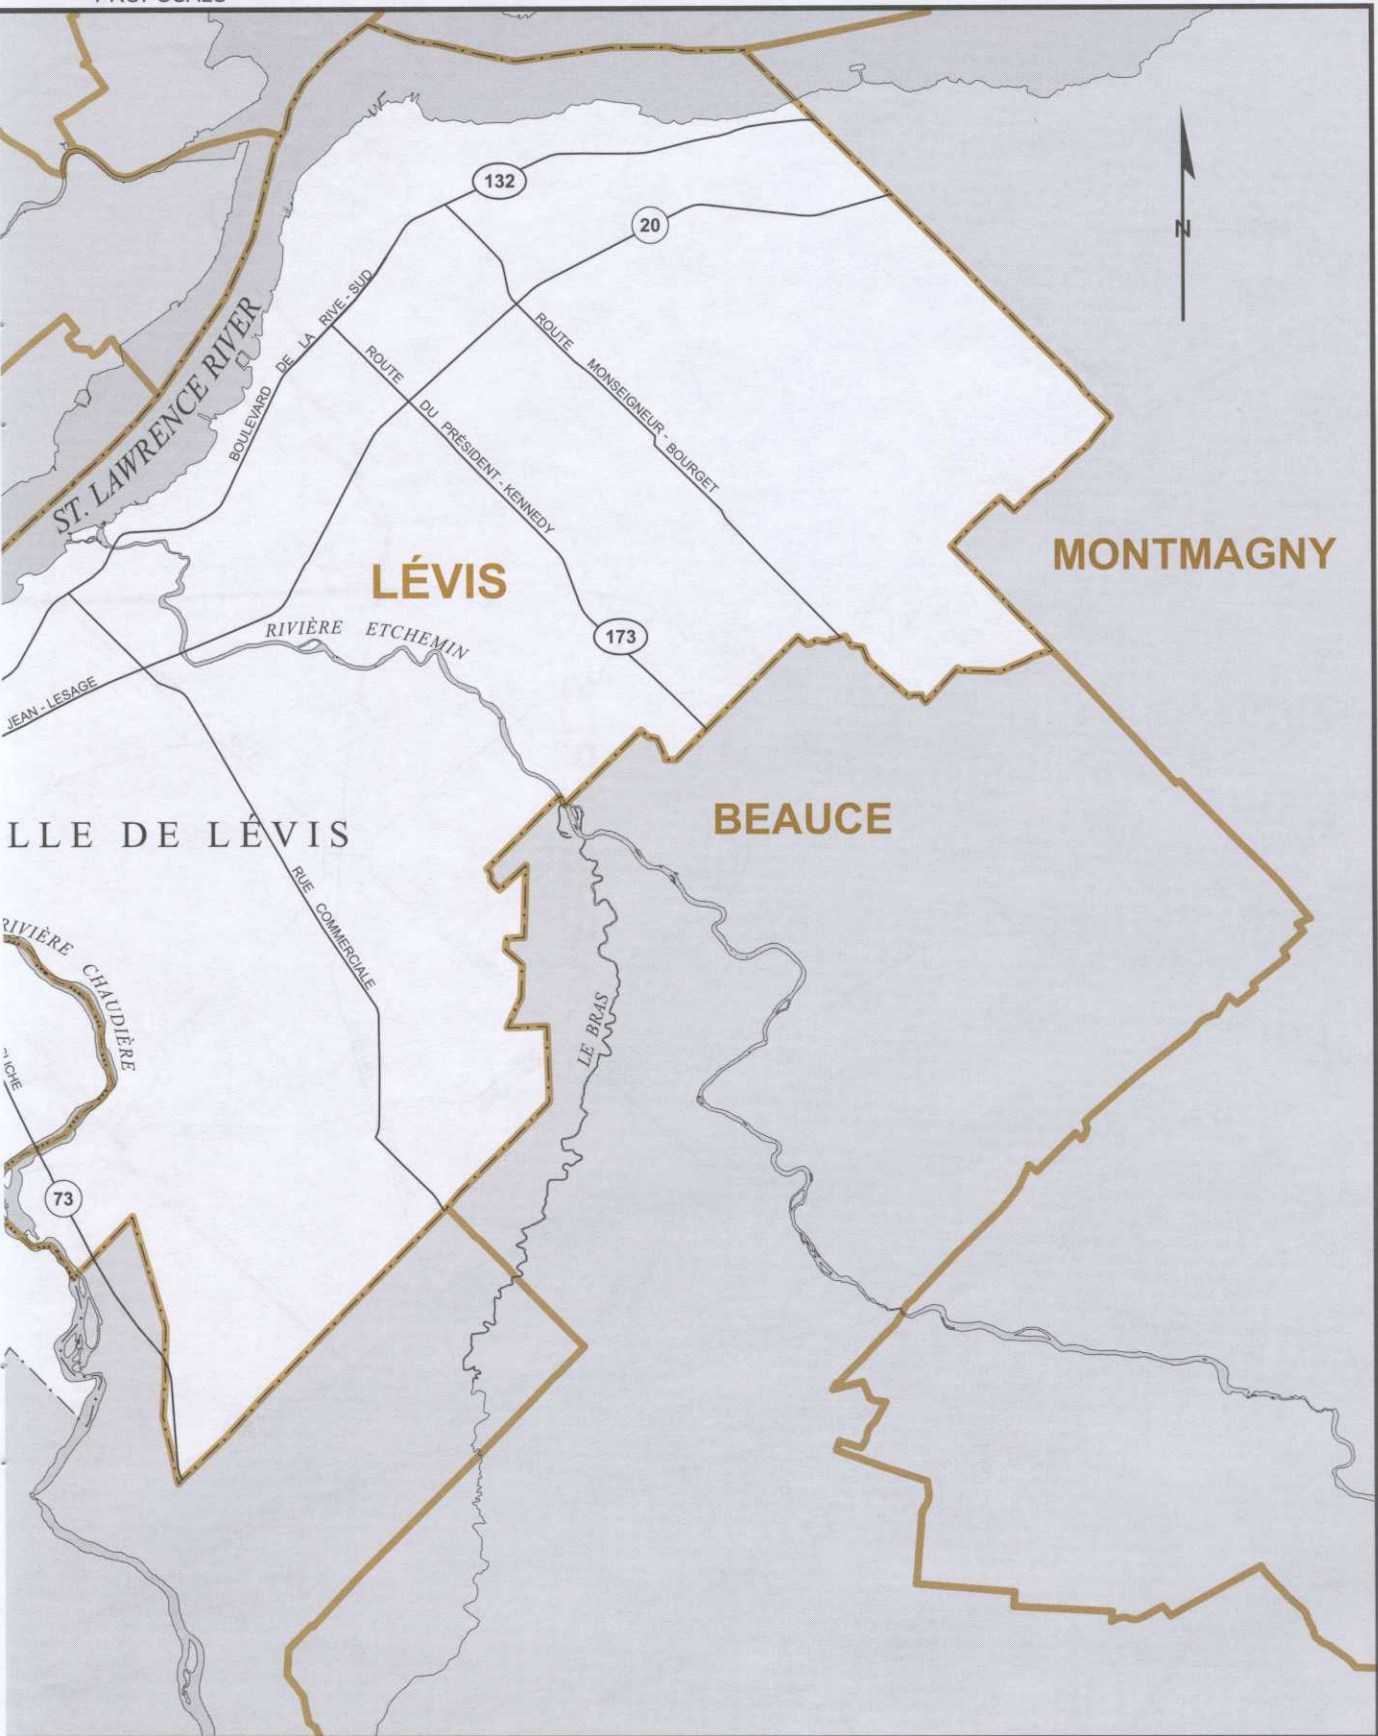 132
20
N
BOULEVARD DE LA RIVE - SUD
ST. LAWRENCE RIVER
ROUTE MONSEIGNEUR - BOURGET
ROUTE DU PRÉSIDENT - KENNEDY
MONTMAGNY
LÉVIS
RIVIÈRE ETCHEMIN
173
JEAN - LESAGE
BEAUCE
LLE DE LÉVIS
RUE COMMERCIALE
RIVIÈRE CHAUDIÈRE
LE BRAS
73